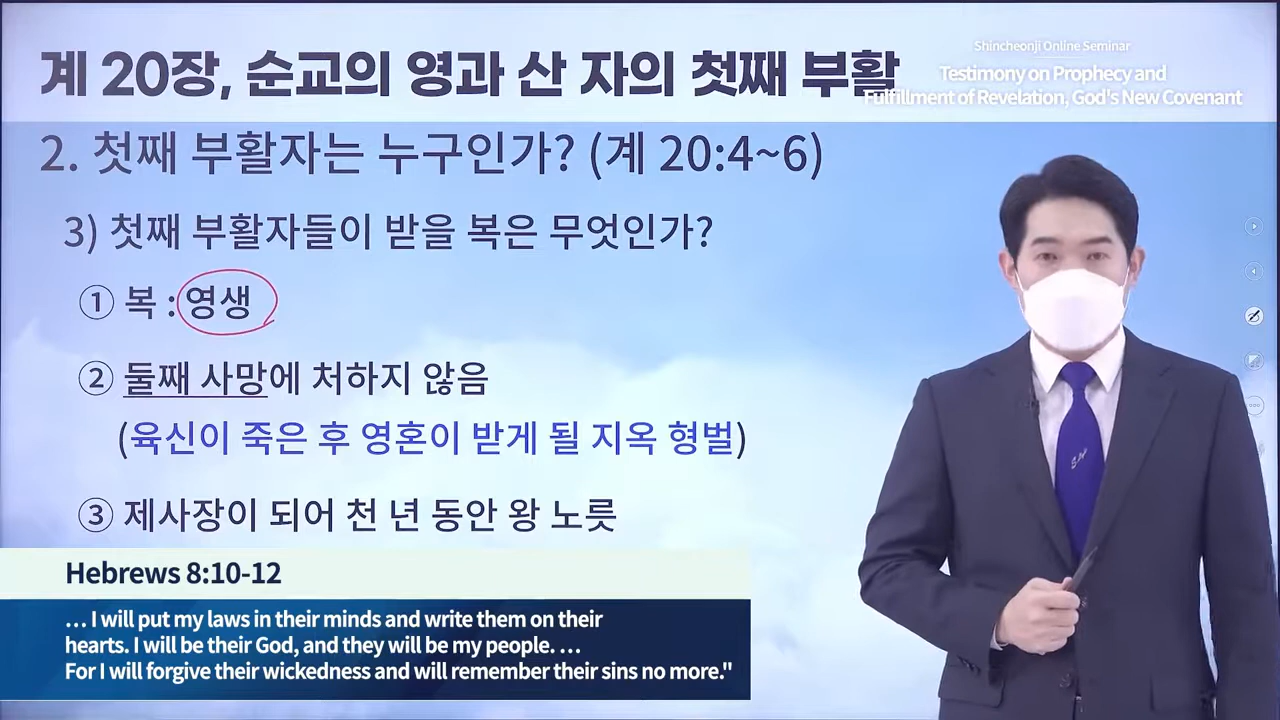 계 20장, 순교의 영과 산 자의 첫째 부활
Shincheonji Online Seminar
Testimony on Prophecy and
Fulfillment of Revelation, God's New Covenant
2. 첫째 부활자는 누구인가? (계 20:4~6)
3) 첫째 부활자들이 받을 복은 무엇인가?
① 복 : 영생
② 둘째 사망에 처하지 않음
(육신이 죽은 후 영혼이 받게 될 지옥 형벌)
③ 제사장이 되어 천 년 동안 왕 노릇
Hebrews 8:10-12
… I will put my laws in their minds and write them on their
hearts. I will be their God, and they will be my people. …
For I will forgive their wickedness and will remember their sins no more."